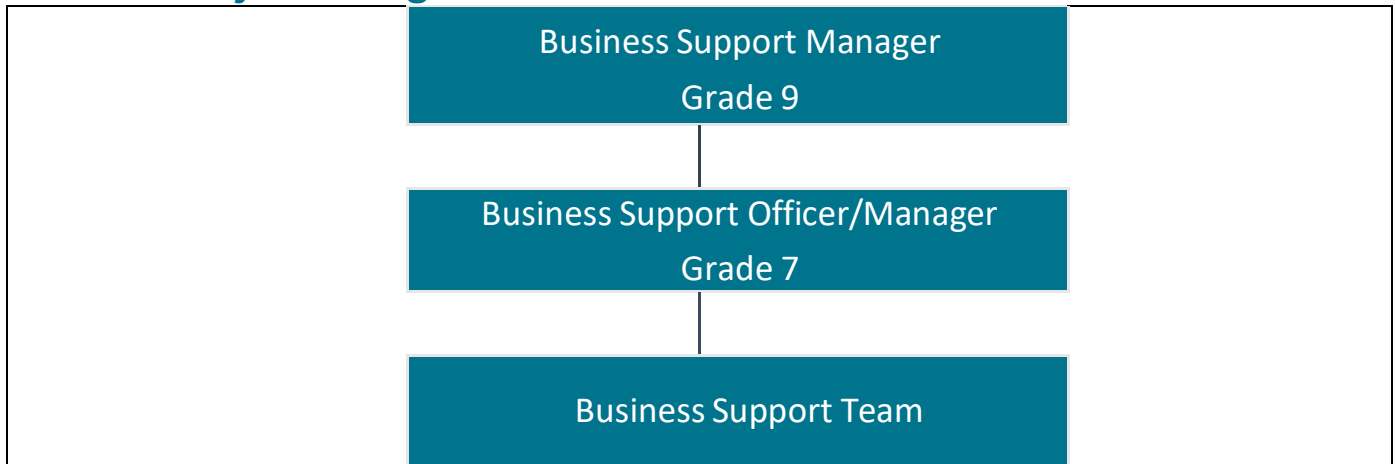 Business Support Manager
Grade 9
Business Support Officer/Manager
Grade 7
Business Support Team